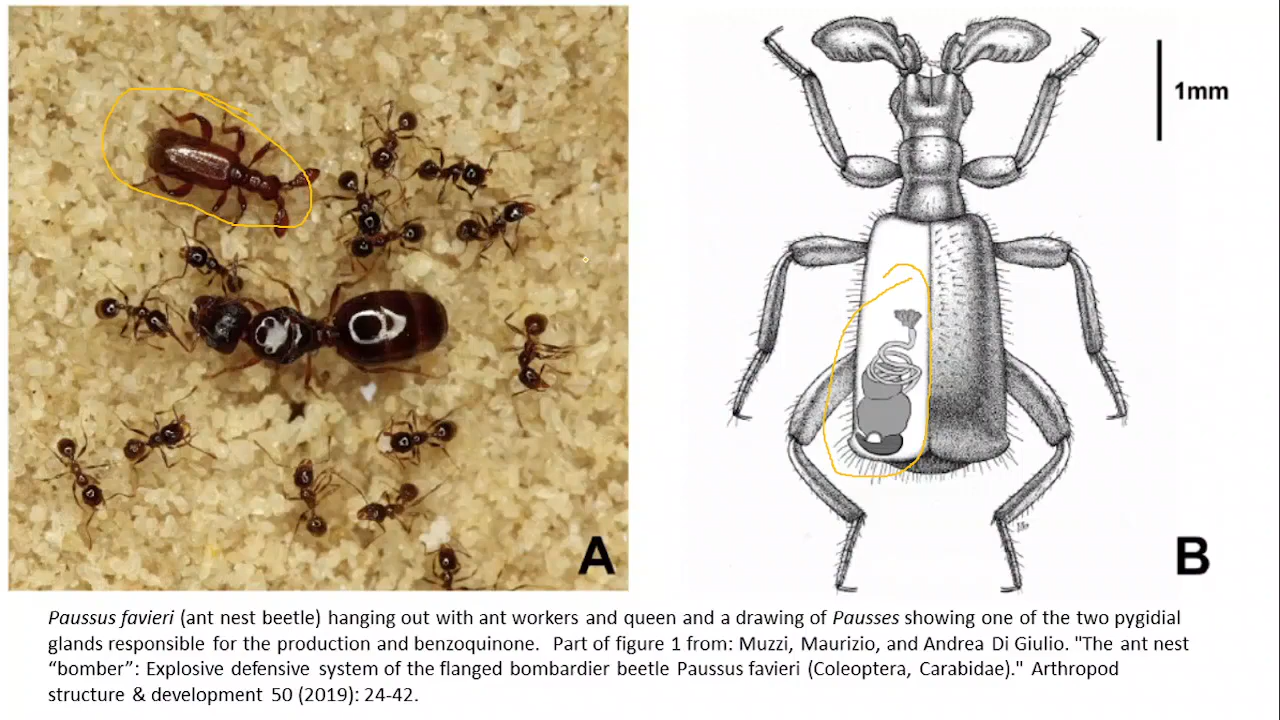 1mm
A
B
Paussus favieri (ant nest beetle) hanging out with ant workers and queen and a drawing of Pausses showing one of the two pygidial
glands responsible for the production and benzoquinone. Part of figure 1 from: Muzzi, Maurizio, and Andrea Di Giulio. "The ant nest
“bomber”: Explosive defensive system of the flanged bombardier beetle Paussus favieri (Coleoptera, Carabidae)." Arthropod
structure & development 50 (2019): 24-42.